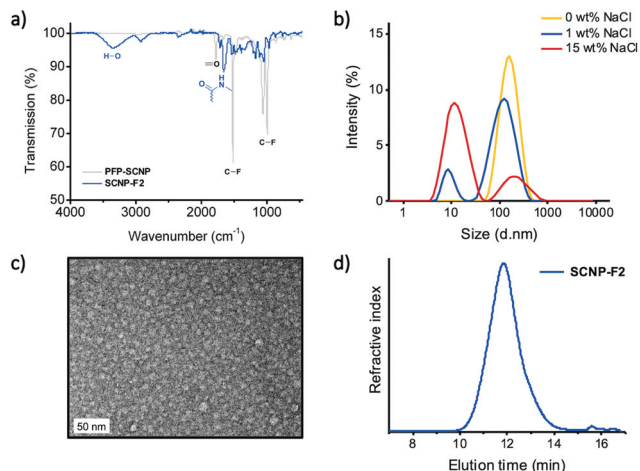 a)
100
90
80
70
60
50
Transmission (%)
H−O
=O
O
H
N
C−F
C−F
PFP-SCNP
SCNP-F2
4000
3000
2000
1000
Wavenumber (cm⁻¹)
b)
0 wt% NaCl
1 wt% NaCl
15 wt% NaCl
15
10
5
0
Intensity (%)
1
10
100
1000
10000
Size (d.nm)
c)
50 nm
d)
SCNP-F2
Refractive index
8
10
12
14
16
Elution time (min)